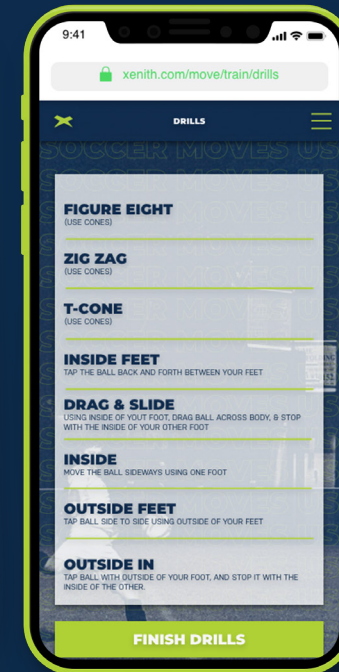 9:41
xenith.com/move/train/drills
DRILLS
SOCCER MOVES US
FIGURE EIGHT
(USE CONES)
ZIG ZAG
(USE CONES)
T-CONE
(USE CONES)
INSIDE FEET
TAP THE BALL BACK AND FORTH BETWEEN YOUR FEET
DRAG & SLIDE
USING INSIDE OF YOUT FOOT, DRAG BALL ACROSS BODY, & STOP
WITH THE INSIDE OF YOUR OTHER FOOT
INSIDE
MOVE THE BALL SIDEWAYS USING ONE FOOT
OUTSIDE FEET
TAP BALL SIDE TO SIDE USING OUTSIDE OF YOUR FEET
OUTSIDE IN
TAP BALL WITH OUTSIDE OF YOUR FOOT, AND STOP IT WITH THE
INSIDE OF THE OTHER.
FINISH DRILLS